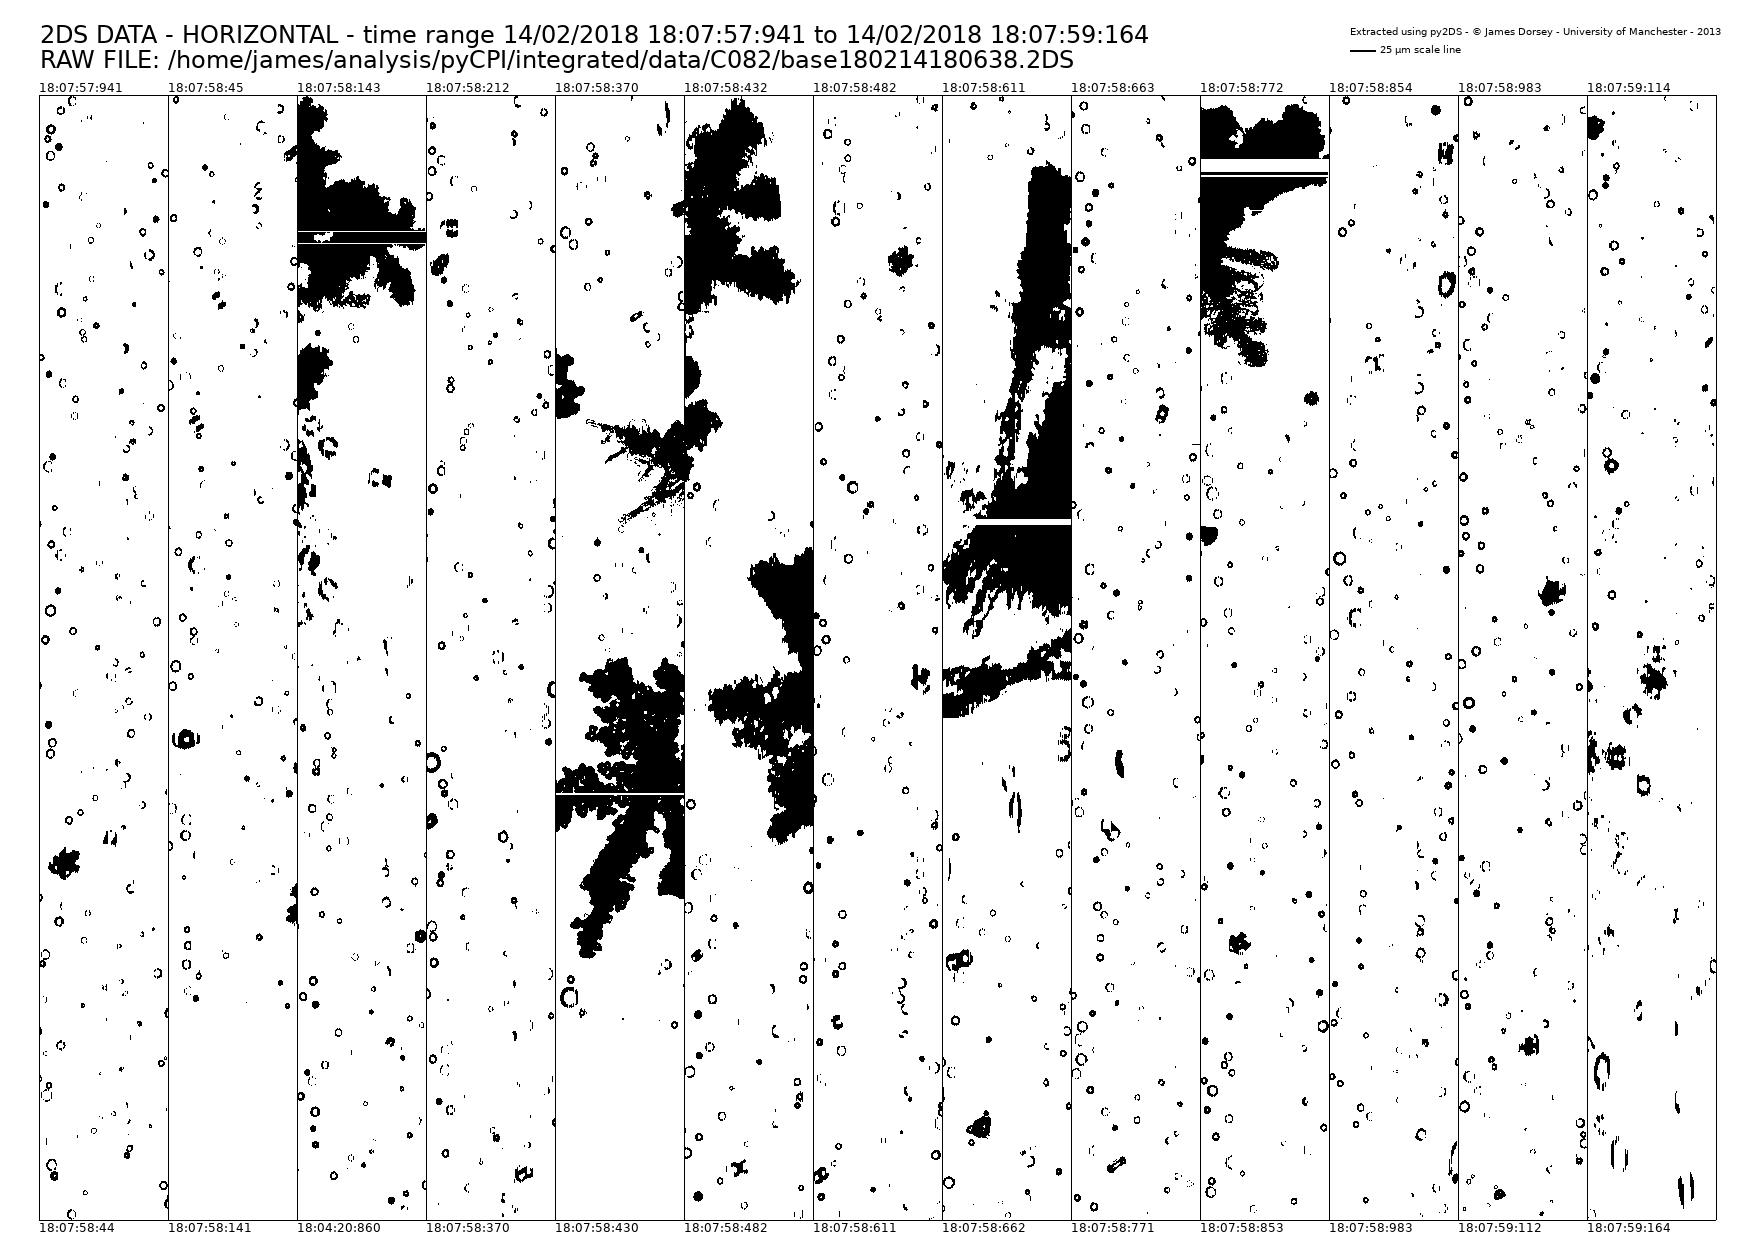 2DS DATA - HORIZONTAL - time range 14/02/2018 18:07:57:941 to 14/02/2018 18:07:59:164
RAW FILE: /home/james/analysis/pyCPI/integrated/data/C082/base180214180638.2DS
Extracted using py2DS - © James Dorsey - University of Manchester - 2013
25 µm scale line
18:07:57:941 18:07:58:45 18:07:58:143 18:07:58:212 18:07:58:370 18:07:58:432 18:07:58:482 18:07:58:611 18:07:58:663 18:07:58:772 18:07:58:854 18:07:58:983 18:07:59:114
18:07:58:44 18:07:58:141 18:04:20:860 18:07:58:370 18:07:58:430 18:07:58:482 18:07:58:611 18:07:58:662 18:07:58:771 18:07:58:853 18:07:58:983 18:07:59:112 18:07:59:164